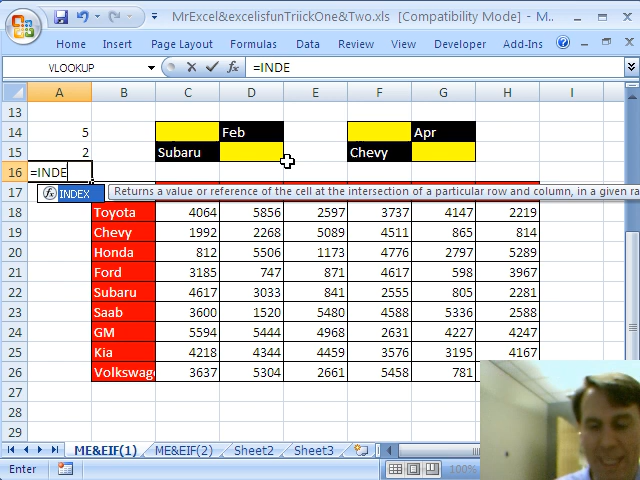 MrExcel&excelisfunTriickOne&Two.xls [Compatibility Mode] - M..
Home Insert Page Layout Formulas Data Review View Developer Add-Ins
VLOOKUP =INDE
A B C D E F G H I
13
14 5 Feb Apr
15 2 Subaru Chevy
16 =INDE
17 INDEX Returns a value or reference of the cell at the intersection of a particular row and column, in a given ra
18 Toyota 4064 5856 2597 3737 4147 2219
19 Chevy 1992 2268 5089 4511 865 814
20 Honda 812 5506 1173 4776 2797 5289
21 Ford 3185 747 871 4617 598 3967
22 Subaru 4617 3033 841 2555 805 2281
23 Saab 3600 1520 5480 4588 5336 2588
24 GM 5594 5444 4968 2631 4227 4247
25 Kia 4218 4344 4459 3576 3195 4167
26 Volkswage 3637 5304 2661 5458 781
27
28
29
ME&EIF(1) ME&EIF(2) Sheet2 Sheet3
Enter 100%